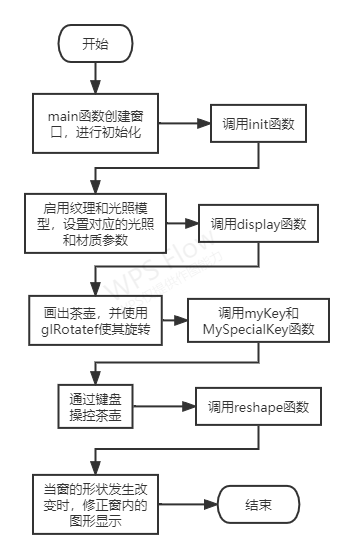 开始
main函数创建窗
口，进行初始化
调用init函数
启用纹理和光照模
型，设置对应的光照
和材质参数
调用display函数
画出茶壶，并使用
glRotatef使其旋转
调用myKey和
MySpecialKey函数
通过键盘
操控茶壶
调用reshape函数
当窗的形状发生改
变时，修正窗内的
图形显示
结束
WPS Flow